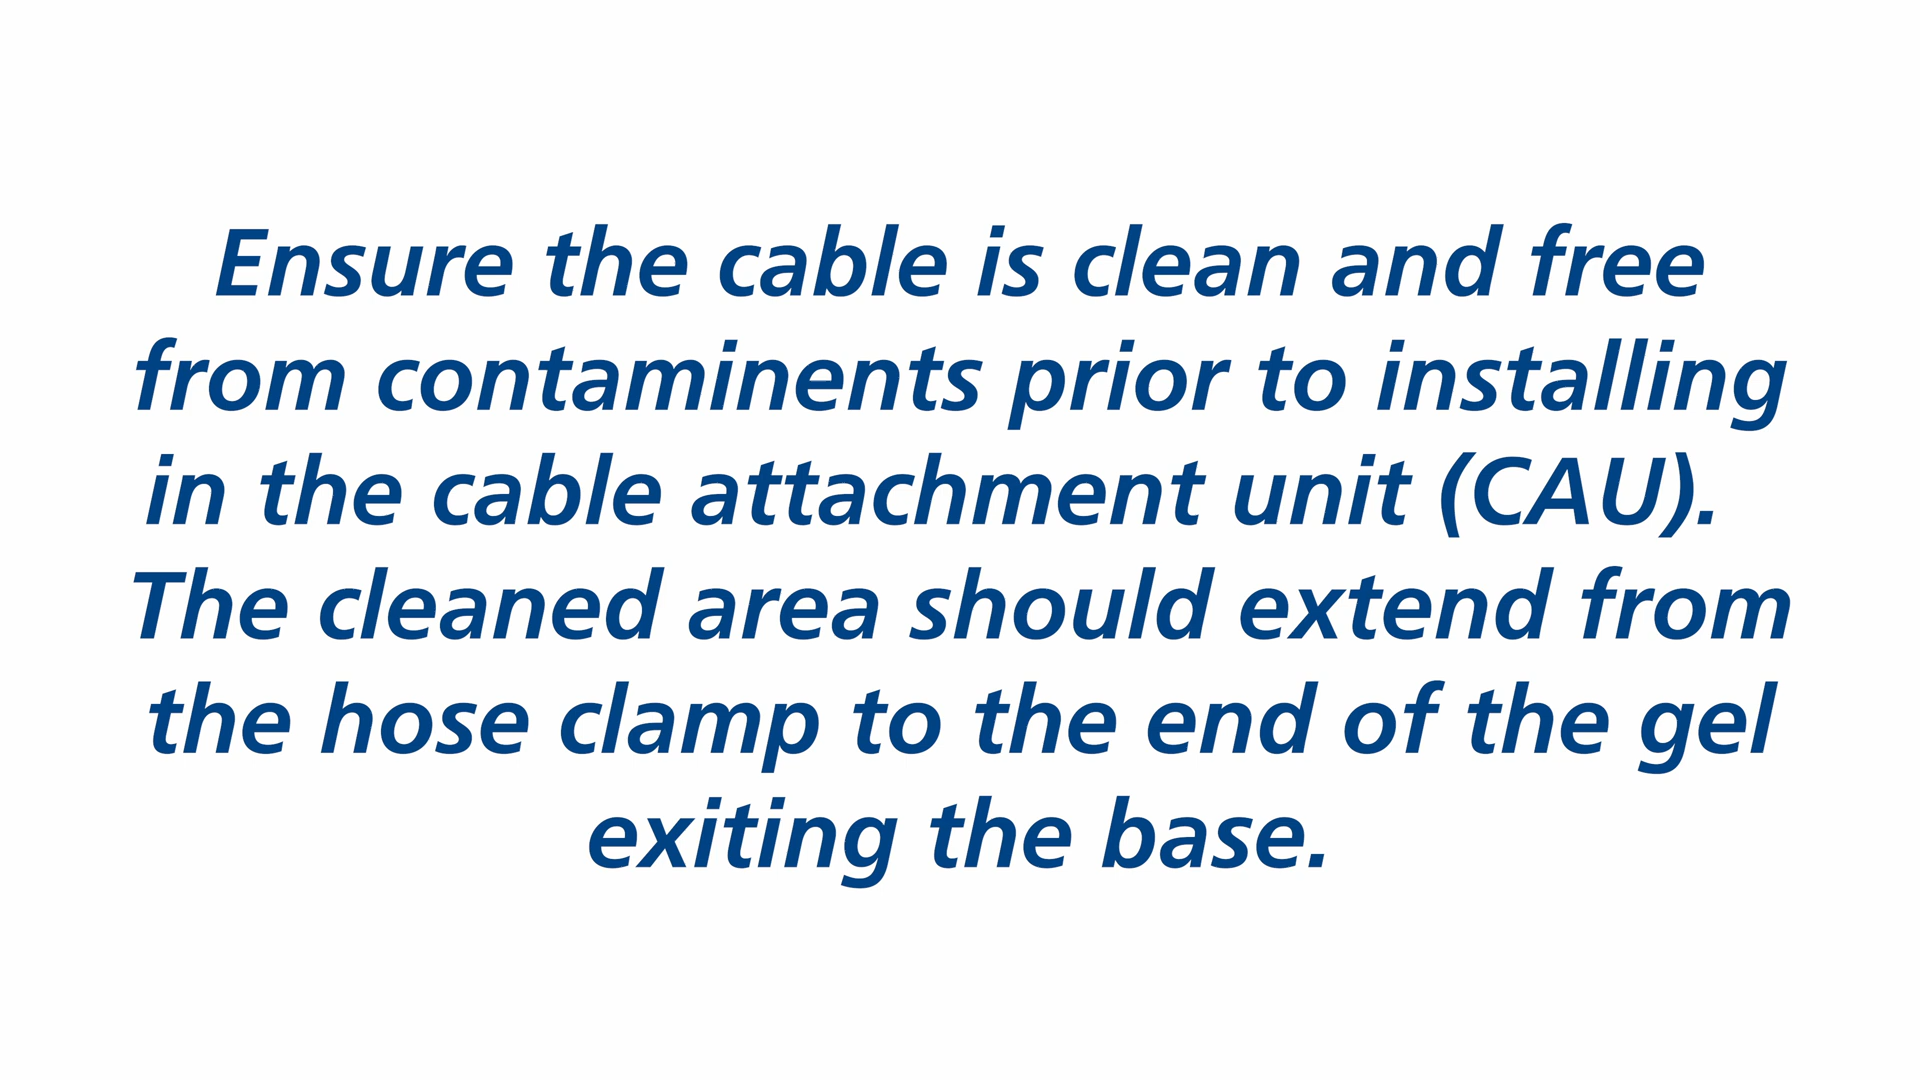 Ensure the cable is clean and free
from contaminents prior to installing
in the cable attachment unit (CAU).
The cleaned area should extend from
the hose clamp to the end of the gel
exiting the base.